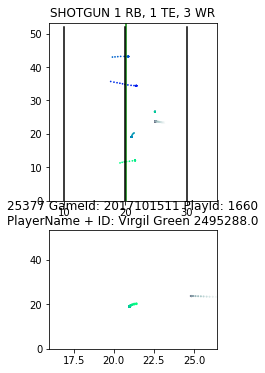 SHOTGUN 1 RB, 1 TE, 3 WR
50
40
30
20
10
0
10 20 30
25377 GameId: 2017101511 PlayId: 1660
PlayerName + ID: Virgil Green 2495288.0
40
20
0
17.5 20.0 22.5 25.0